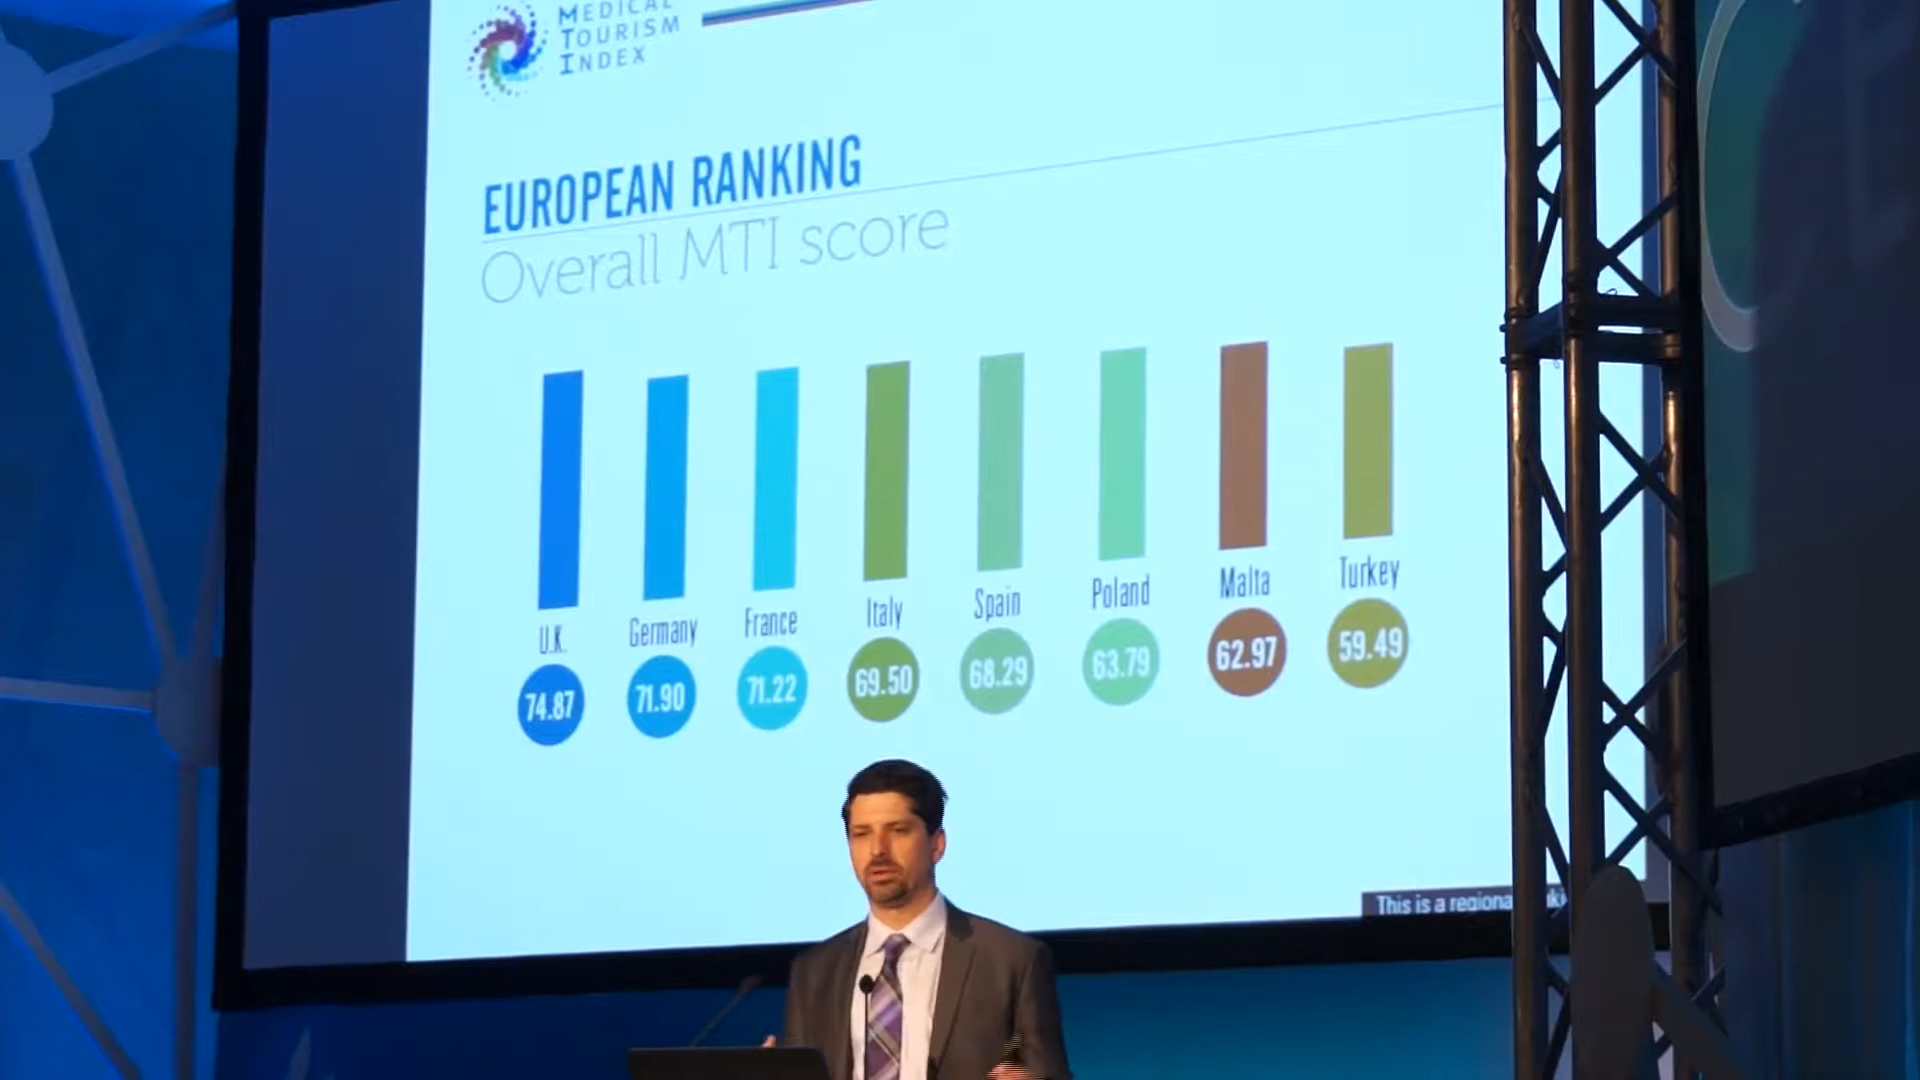 MEDICAL
TOURISM
INDEX
EUROPEAN RANKING
Overall MTI score
U.K. Germany France Italy Spain Poland Malta Turkey
74.87 71.90 71.22 69.50 68.29 63.79 62.97 59.49
This is a regional